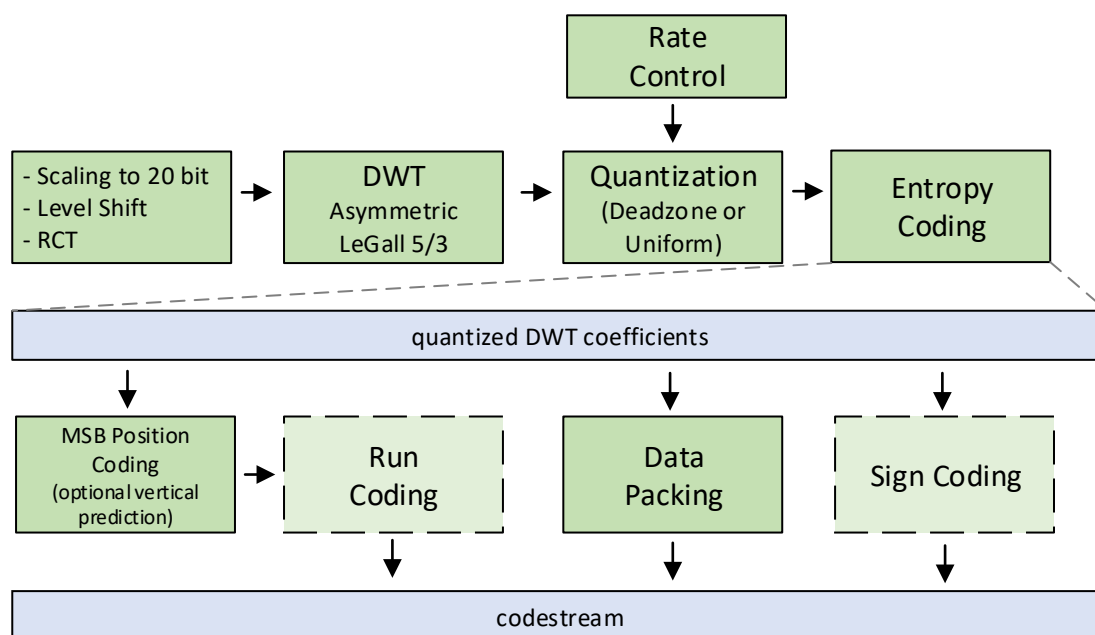 Rate
Control
- Scaling to 20 bit
- Level Shift
- RCT
DWT
Asymmetric
LeGall 5/3
Quantization
(Deadzone or
Uniform)
Entropy
Coding
quantized DWT coefficients
MSB Position
Coding
(optional vertical
prediction)
Run
Coding
Data
Packing
Sign Coding
codestream